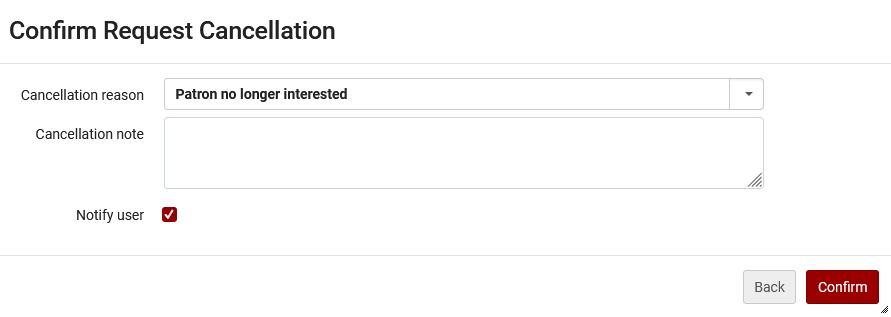 Confirm Request Cancellation
Cancellation reason Patron no longer interested
Cancellation note
Notify user
Back Confirm